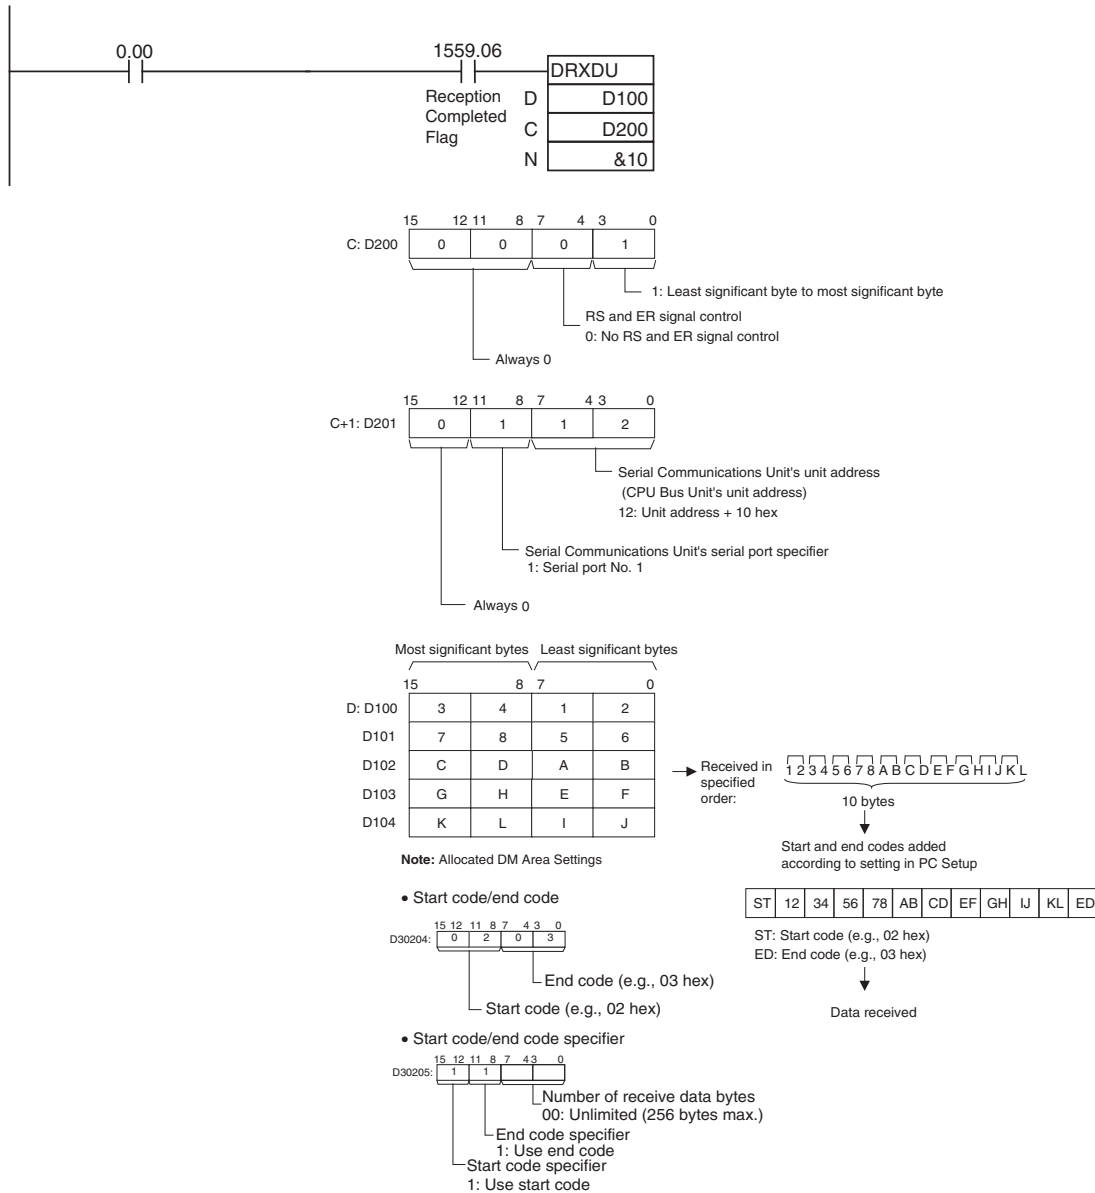 0.00
1559.06
DRXDU
Reception
Completed
Flag
D D100
C D200
N &10
15 12 11 8 7 4 3 0
C: D200 0 0 0 1
1: Least significant byte to most significant byte
RS and ER signal control
0: No RS and ER signal control
Always 0
15 12 11 8 7 4 3 0
C+1: D201 0 1 1 2
Serial Communications Unit's unit address
(CPU Bus Unit's unit address)
12: Unit address + 10 hex
Serial Communications Unit's serial port specifier
1: Serial port No. 1
Always 0
Most significant bytes Least significant bytes
15 8 7 0
D: D100 3 4 1 2
D101 7 8 5 6
D102 C D A B
D103 G H E F
D104 K L I J
Received in
specified
order:
1 2 3 4 5 6 7 8 A B C D E F G H I J K L
10 bytes
Start and end codes added
according to setting in PC Setup
ST 12 34 56 78 AB CD EF GH IJ KL ED
ST: Start code (e.g., 02 hex)
ED: End code (e.g., 03 hex)
Data received
Note: Allocated DM Area Settings
• Start code/end code
15 12 11 8 7 4 3 0
D30204: 0 2 0 3
End code (e.g., 03 hex)
Start code (e.g., 02 hex)
• Start code/end code specifier
15 12 11 8 7 4 3 0
D30205: 1 1
Number of receive data bytes
00: Unlimited (256 bytes max.)
End code specifier
1: Use end code
Start code specifier
1: Use start code